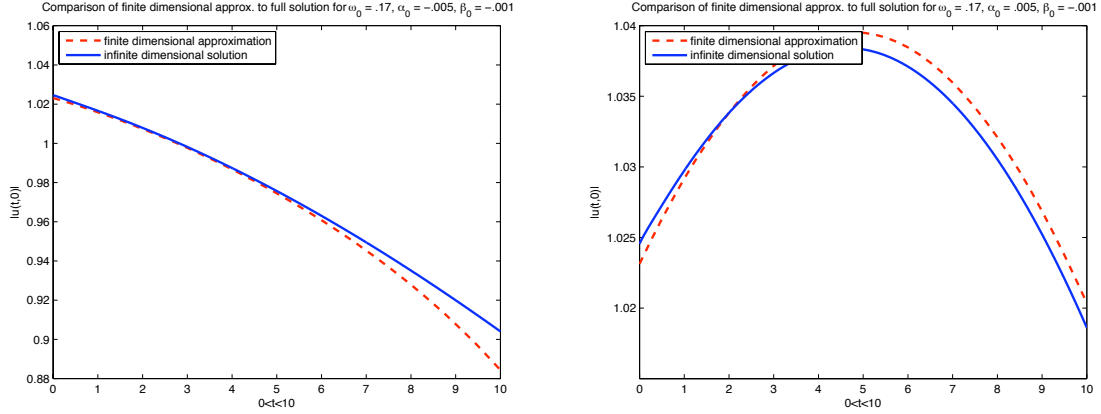 Comparison of finite dimensional approx. to full solution for ω₀ = .17, α₀ = −.005, β₀ = −.001
1.06
1.04
1.02
1
0.98
0.96
0.94
0.92
0.9
0.88
|u(t,0)|
finite dimensional approximation
infinite dimensional solution
0 1 2 3 4 5 6 7 8 9 10
0<t<10
Comparison of finite dimensional approx. to full solution for ω₀ = .17, α₀ = .005, β₀ = −.001
1.04
1.035
1.03
1.025
1.02
|u(t,0)|
finite dimensional approximation
infinite dimensional solution
0 1 2 3 4 5 6 7 8 9 10
0<t<10